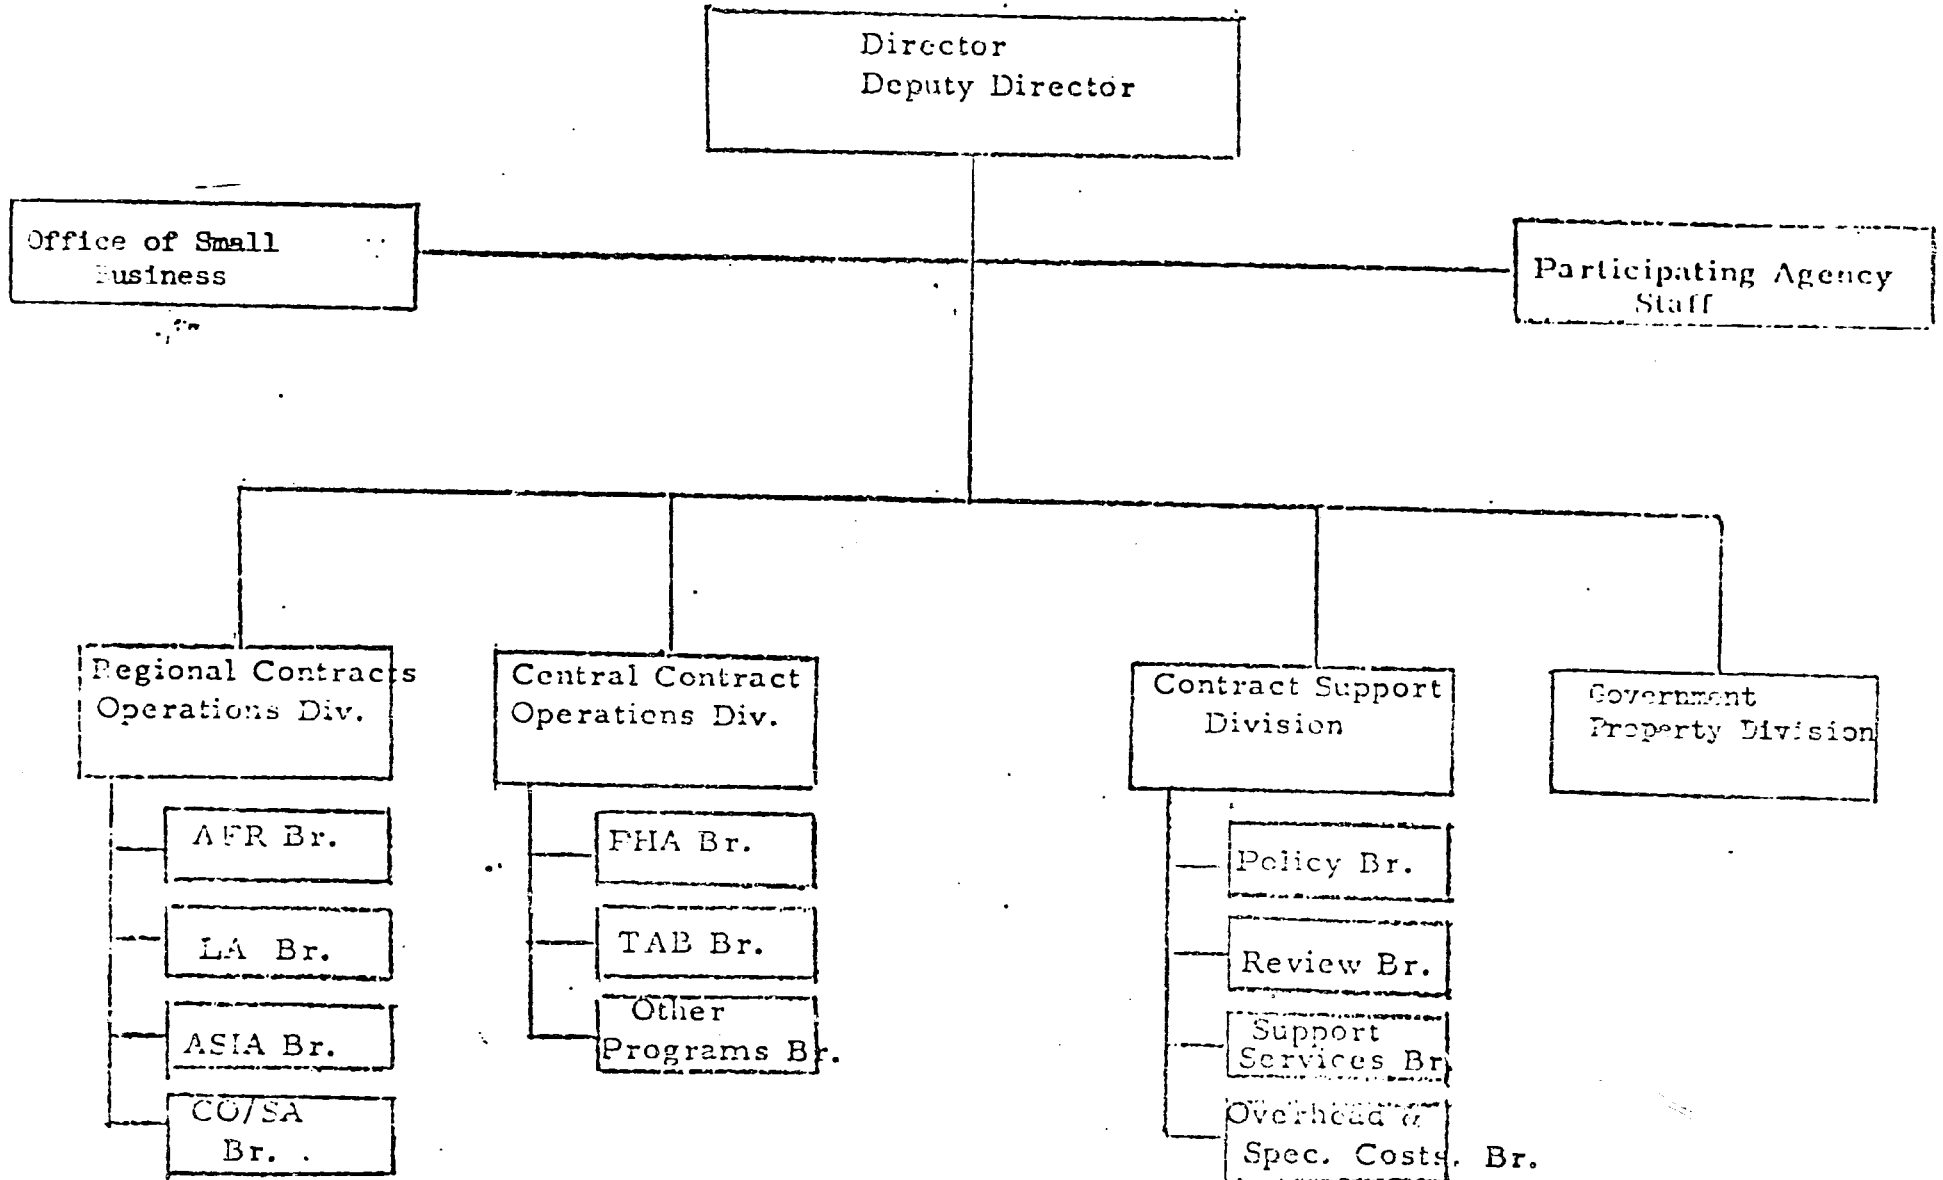 Director
Deputy Director
Office of Small
Business
Participating Agency
Staff
Regional Contracts
Operations Div.
Central Contract
Operations Div.
Contract Support
Division
Government
Property Division
AFR Br.
LA Br.
ASIA Br.
CO/SA
Br.
PHA Br.
TAB Br.
Other
Programs Br.
Policy Br.
Review Br.
Support
Services Br.
Overhead &
Spec. Costs. Br.